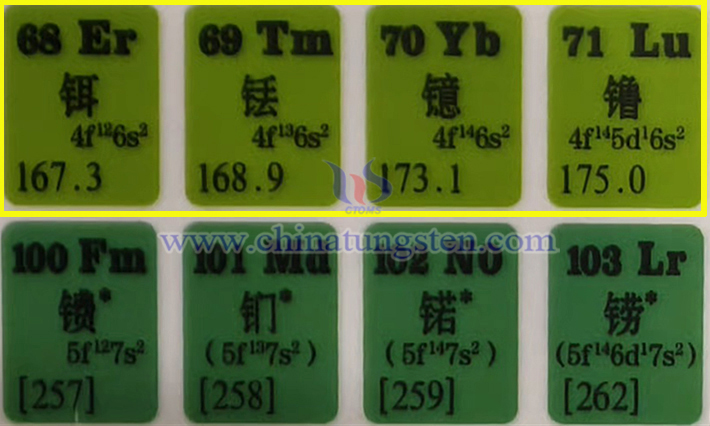 68 Er 69 Tm 70 Yb 71 Lu
铒 铥 镱 镥
4f¹²6s² 4f¹³6s² 4f¹⁴6s² 4f¹⁴5d¹6s²
167.3 168.9 173.1 175.0
CTOMS
www.chinatungsten.com
100 Fm 101 Md 102 No 103 Lr
镄* 钔* 锘* 铹*
5f¹²7s² (5f¹³7s²) (5f¹⁴7s²) (5f¹⁴6d¹7s²)
[257] [258] [259] [262]